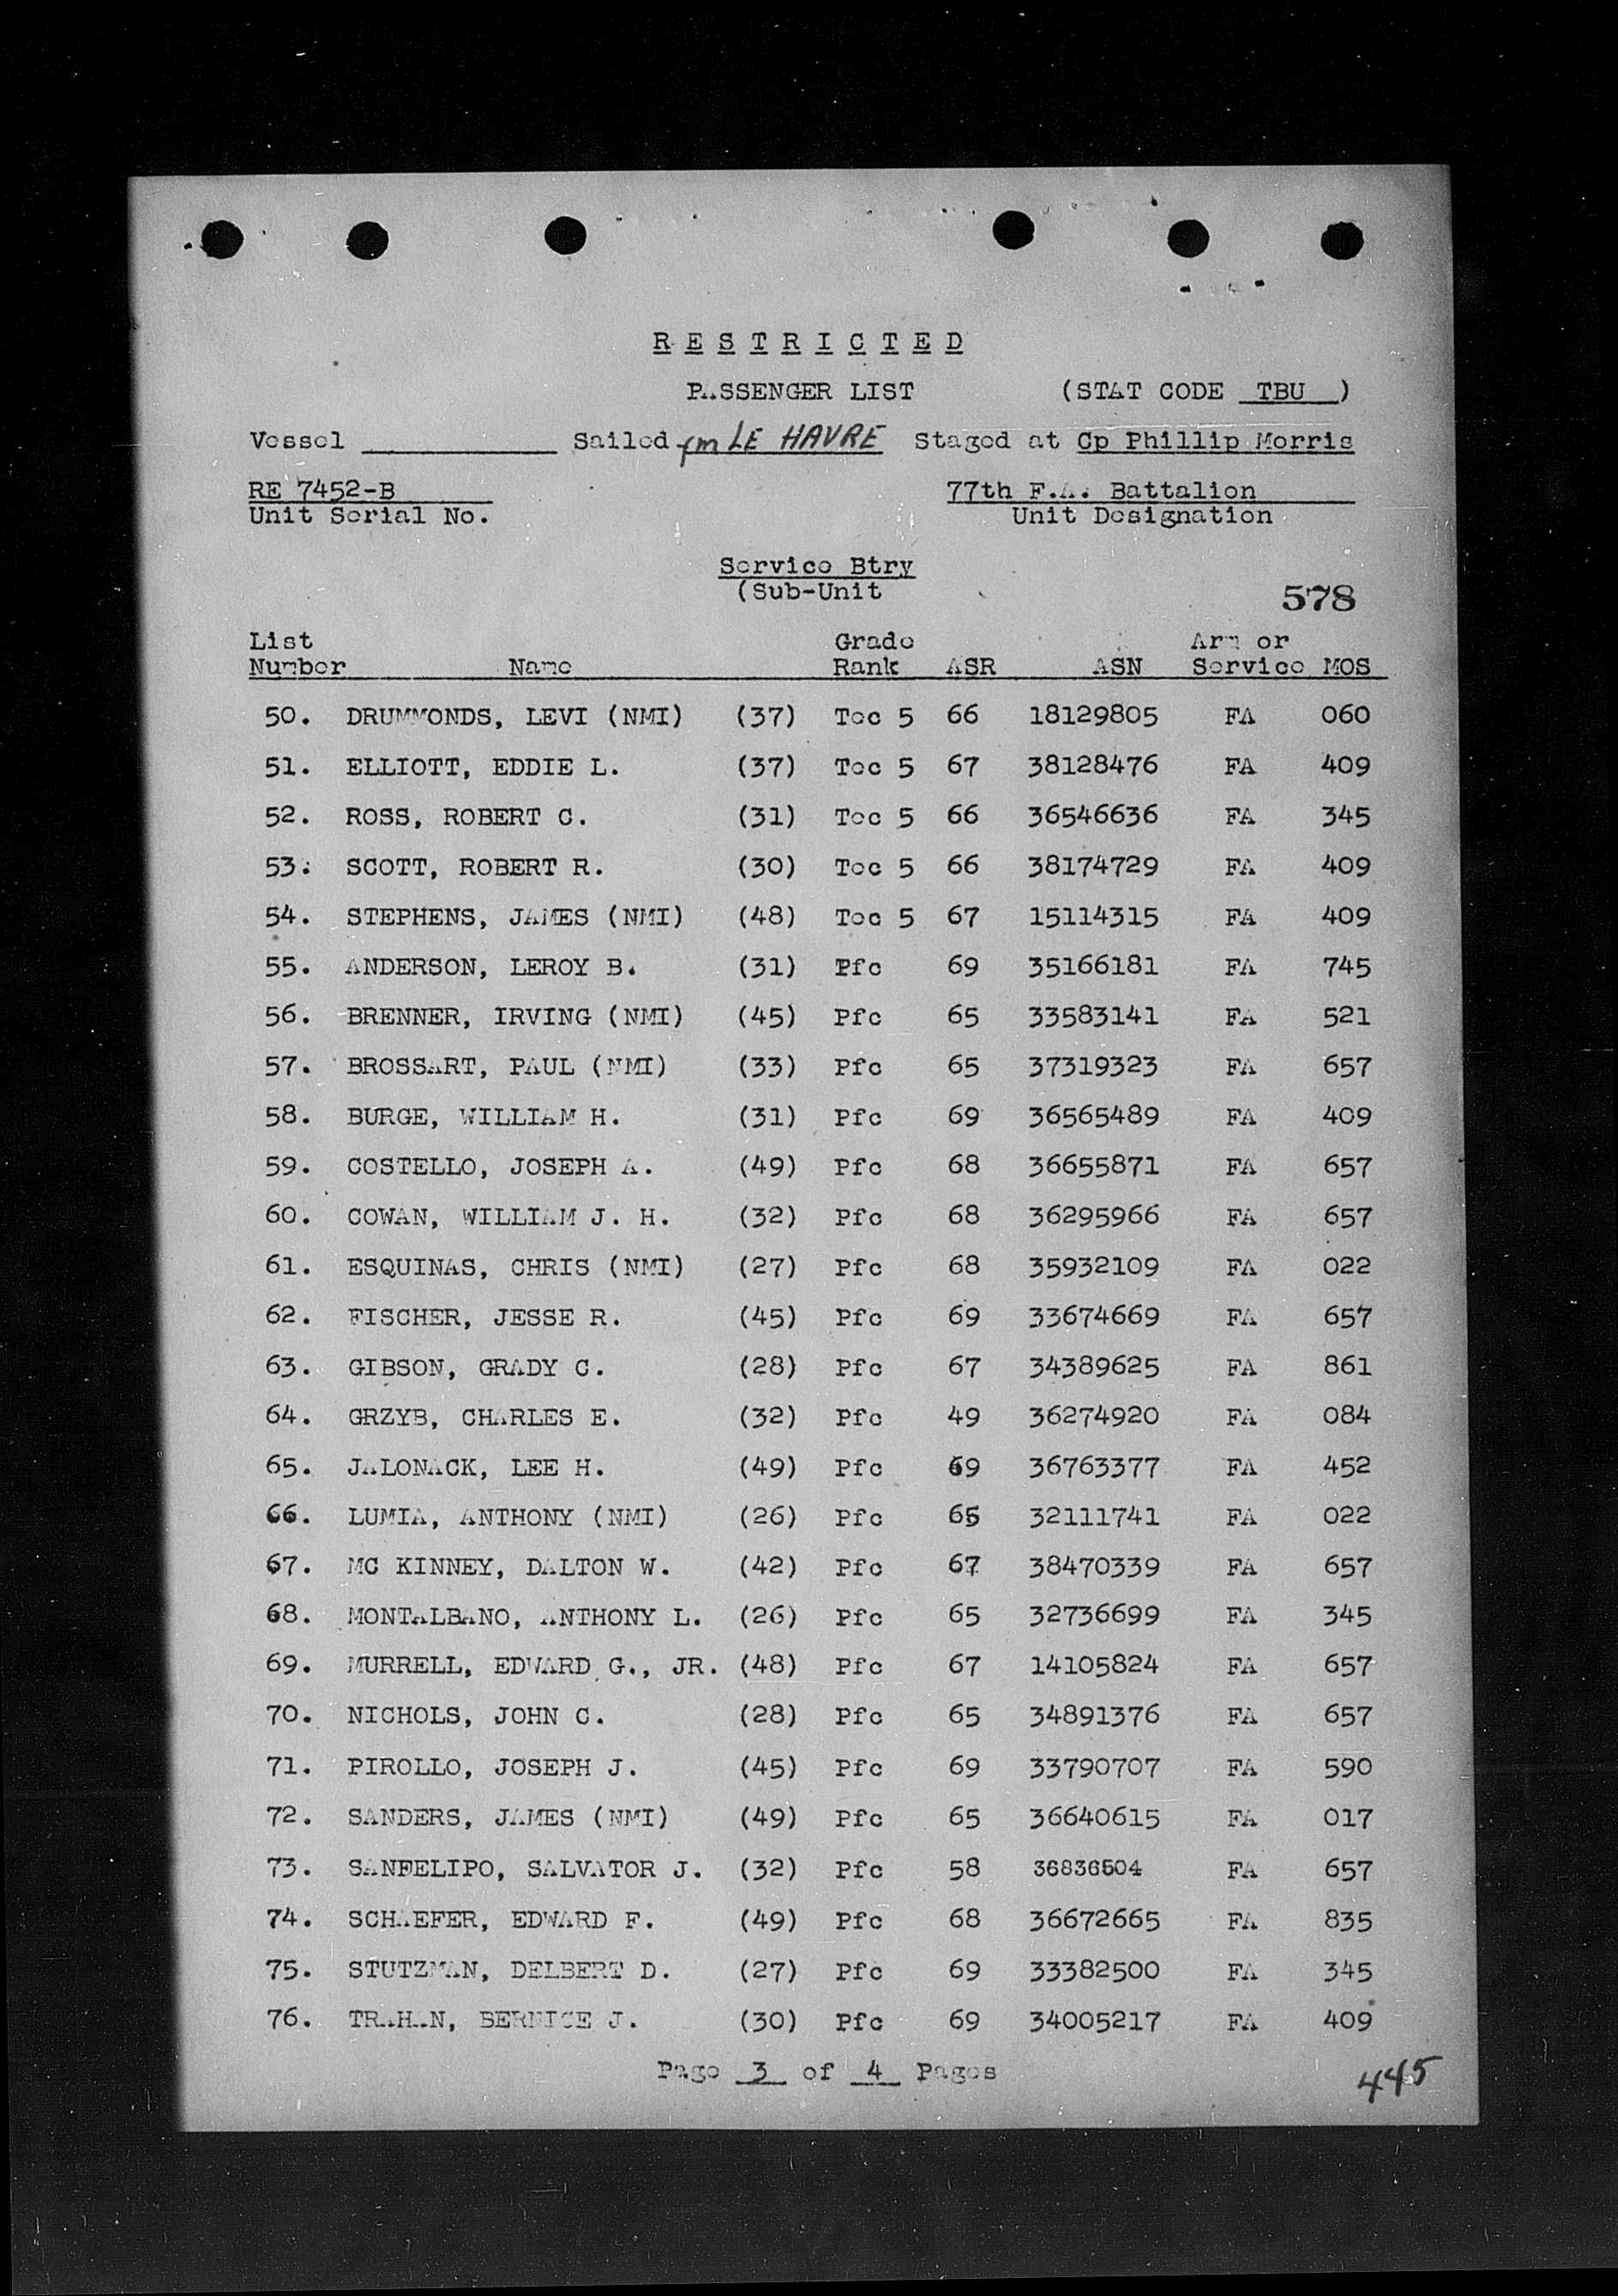 RESTRICTED
PASSENGER LIST (STAT CODE TBU )
Vessel ____________ Sailed fm LE HAVRE Staged at Cp Phillip Morris
RE 7452-B 77th F.A. Battalion
Unit Serial No. Unit Designation
Service Btry
(Sub-Unit
578
List Grade Arm or
Number Name Rank ASR ASN Service MOS
50. DRUMMONDS, LEVI (NMI) (37) Tec 5 66 18129805 FA 060
51. ELLIOTT, EDDIE L. (37) Tec 5 67 38128476 FA 409
52. ROSS, ROBERT C. (31) Tec 5 66 36546636 FA 345
53. SCOTT, ROBERT R. (30) Tec 5 66 38174729 FA 409
54. STEPHENS, JAMES (NMI) (48) Tec 5 67 15114315 FA 409
55. ANDERSON, LEROY B. (31) Pfc 69 35166181 FA 745
56. BRENNER, IRVING (NMI) (45) Pfc 65 33583141 FA 521
57. BROSSART, PAUL (NMI) (33) Pfc 65 37319323 FA 657
58. BURGE, WILLIAM H. (31) Pfc 69 36565489 FA 409
59. COSTELLO, JOSEPH A. (49) Pfc 68 36655871 FA 657
60. COWAN, WILLIAM J. H. (32) Pfc 68 36295966 FA 657
61. ESQUINAS, CHRIS (NMI) (27) Pfc 68 35932109 FA 022
62. FISCHER, JESSE R. (45) Pfc 69 33674669 FA 657
63. GIBSON, GRADY C. (28) Pfc 67 34389625 FA 861
64. GRZYB, CHARLES E. (32) Pfc 49 36274920 FA 084
65. JALONACK, LEE H. (49) Pfc 69 36763377 FA 452
66. LUMIA, ANTHONY (NMI) (26) Pfc 65 32111741 FA 022
67. MC KINNEY, DALTON W. (42) Pfc 67 38470339 FA 657
68. MONTALBANO, ANTHONY L. (26) Pfc 65 32736699 FA 345
69. MURRELL, EDWARD G., JR. (48) Pfc 67 14105824 FA 657
70. NICHOLS, JOHN C. (28) Pfc 65 34891376 FA 657
71. PIROLLO, JOSEPH J. (45) Pfc 69 33790707 FA 590
72. SANDERS, JAMES (NMI) (49) Pfc 65 36640615 FA 017
73. SANFELIPO, SALVATOR J. (32) Pfc 58 36836504 FA 657
74. SCHAEFER, EDWARD F. (49) Pfc 68 36672665 FA 835
75. STUTZMAN, DELBERT D. (27) Pfc 69 33382500 FA 345
76. TRAHAN, BERNICE J. (30) Pfc 69 34005217 FA 409
Page 3 of 4 Pages
445